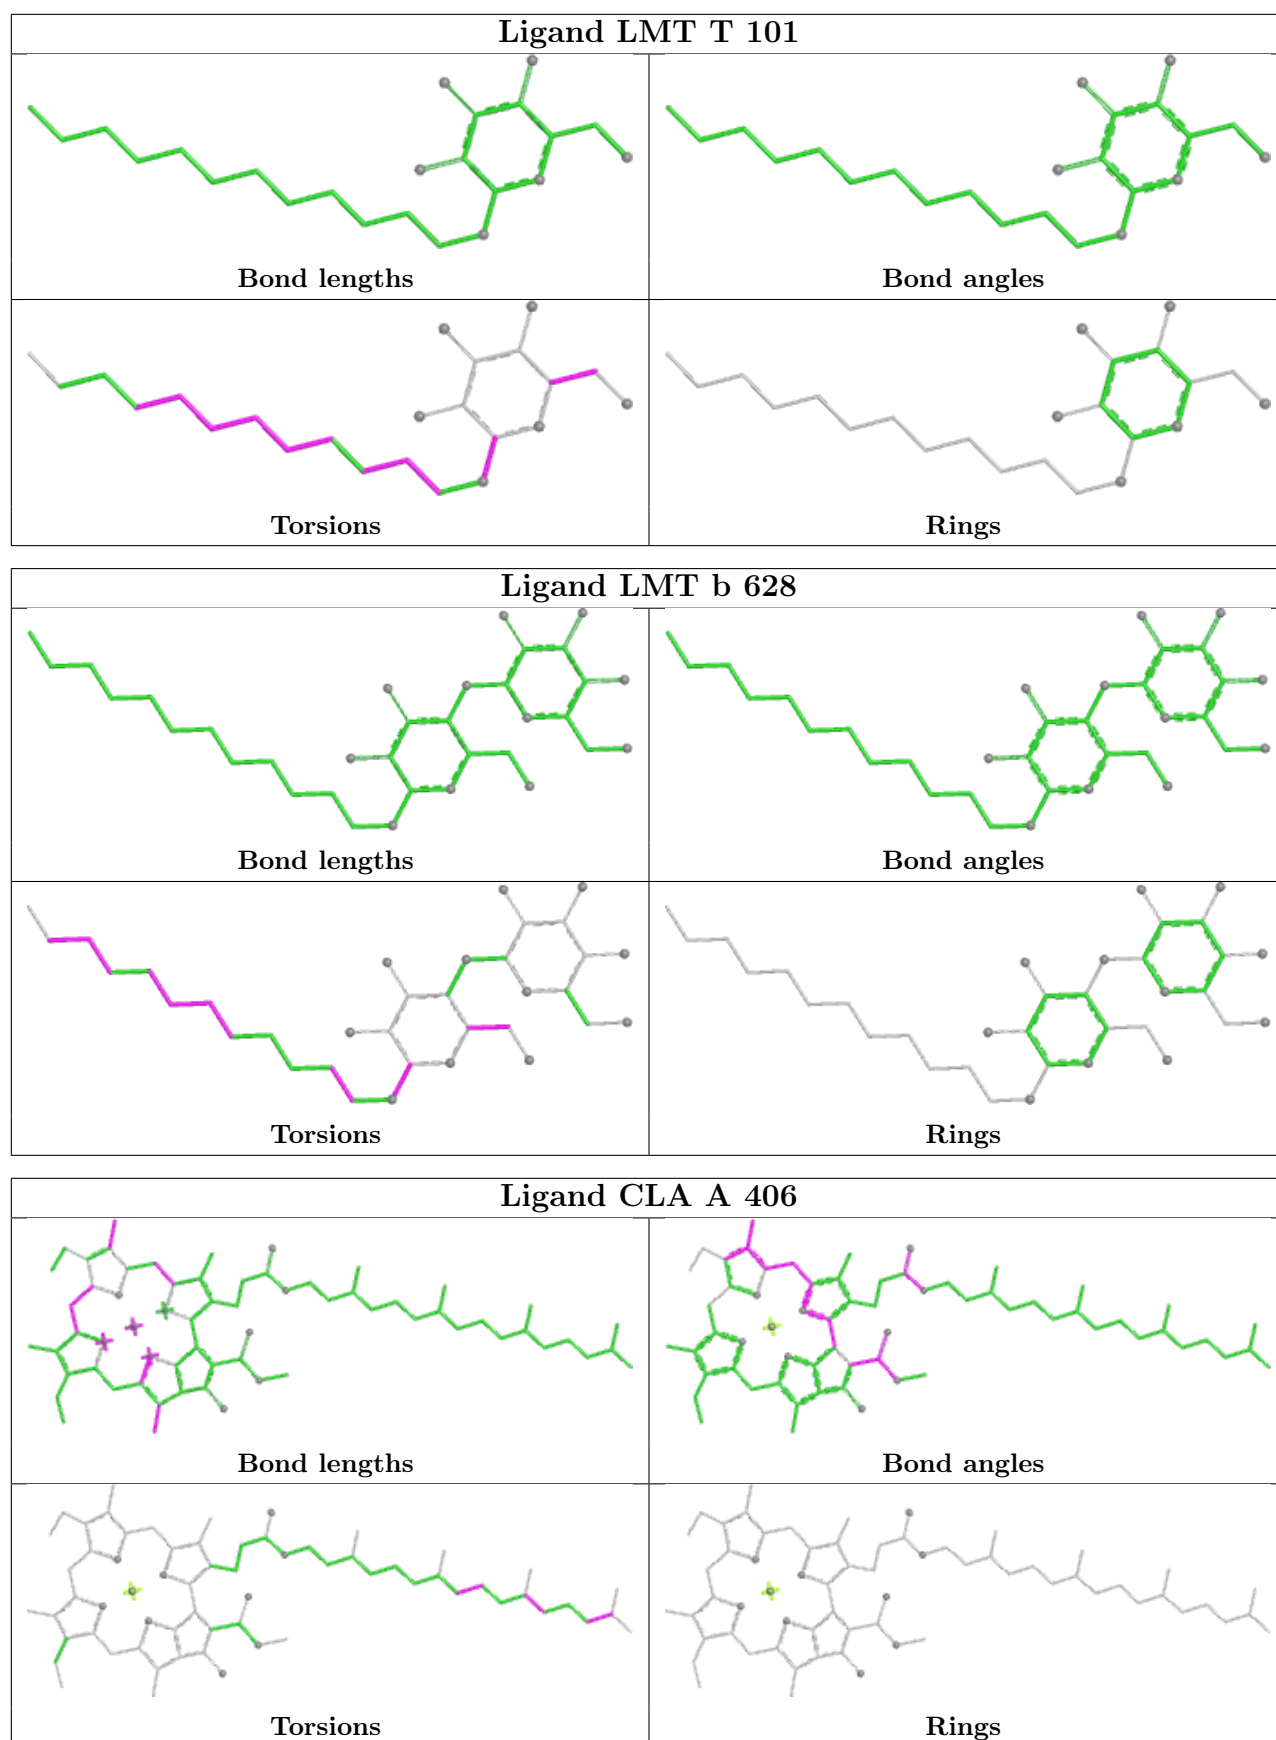 Ligand LMT T 101
Bond lengths
Bond angles
Torsions
Rings
Ligand LMT b 628
Bond lengths
Bond angles
Torsions
Rings
Ligand CLA A 406
Bond lengths
Bond angles
Torsions
Rings